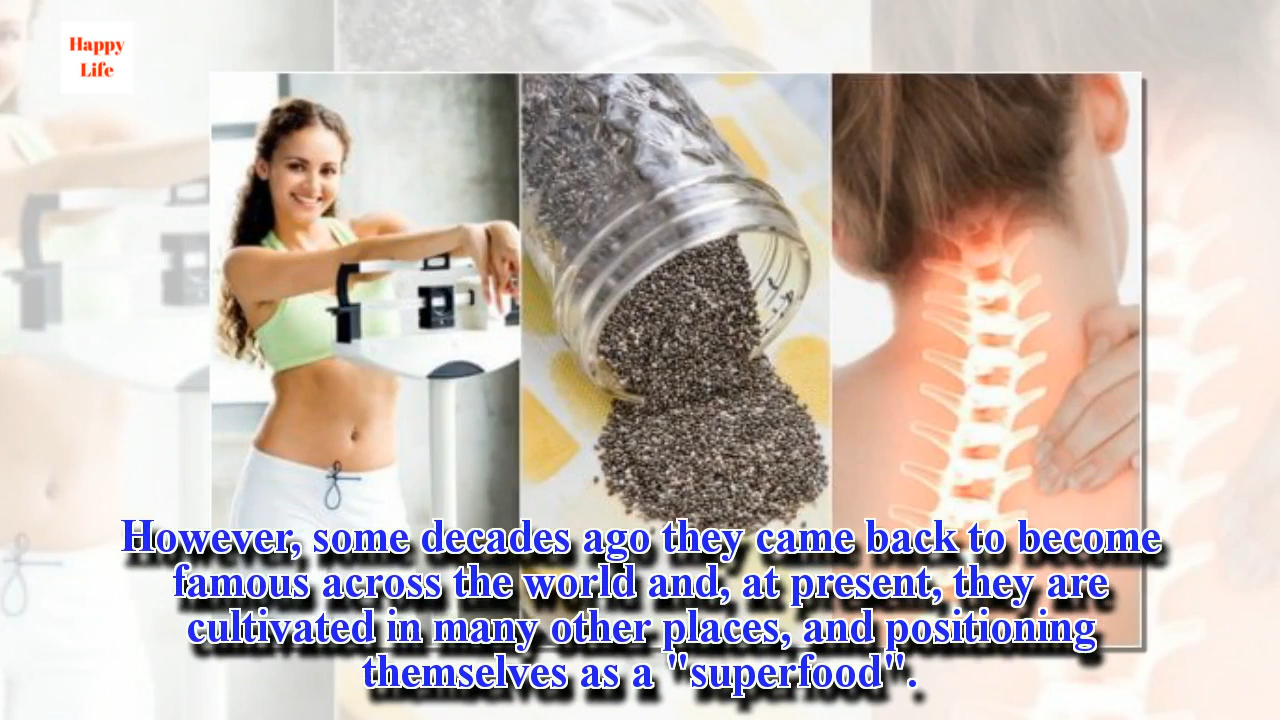 Happy
Life
However, some decades ago they came back to become
famous across the world and, at present, they are
cultivated in many other places, and positioning
themselves as a "superfood".